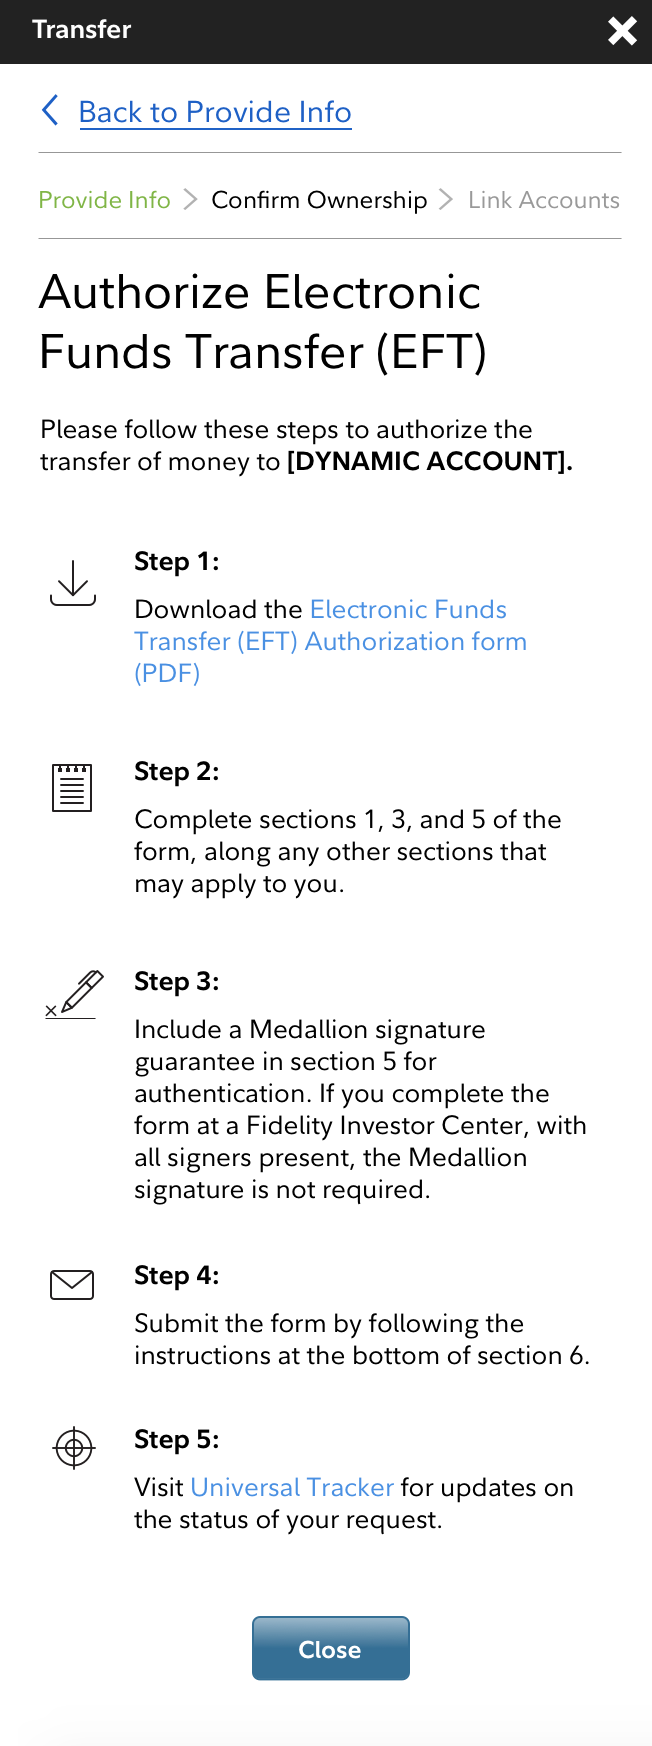 Transfer
Back to Provide Info
Provide Info > Confirm Ownership > Link Accounts
Authorize Electronic
Funds Transfer (EFT)
Please follow these steps to authorize the
transfer of money to [DYNAMIC ACCOUNT].
Step 1:
Download the Electronic Funds
Transfer (EFT) Authorization form
(PDF)
Step 2:
Complete sections 1, 3, and 5 of the
form, along any other sections that
may apply to you.
Step 3:
Include a Medallion signature
guarantee in section 5 for
authentication. If you complete the
form at a Fidelity Investor Center, with
all signers present, the Medallion
signature is not required.
Step 4:
Submit the form by following the
instructions at the bottom of section 6.
Step 5:
Visit Universal Tracker for updates on
the status of your request.
Close